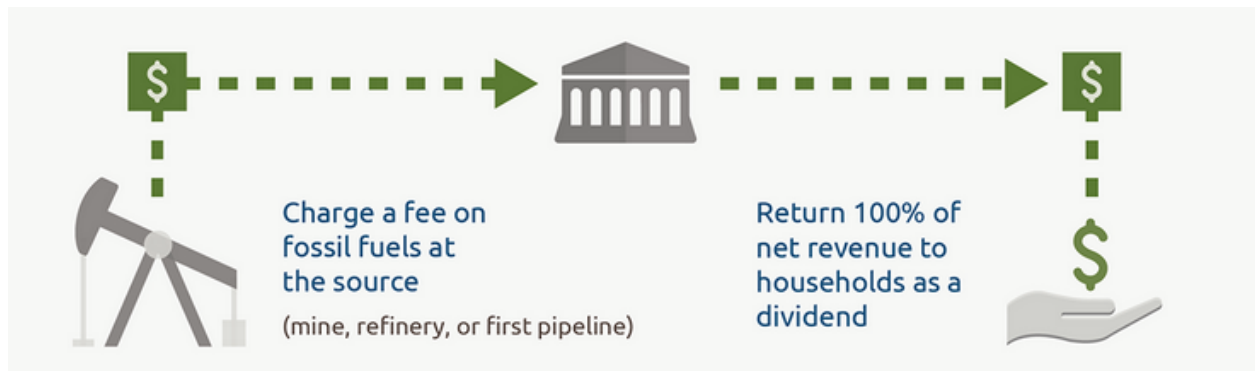 $
$
Charge a fee on
fossil fuels at
the source
(mine, refinery, or first pipeline)
Return 100% of
net revenue to
households as a
dividend
$